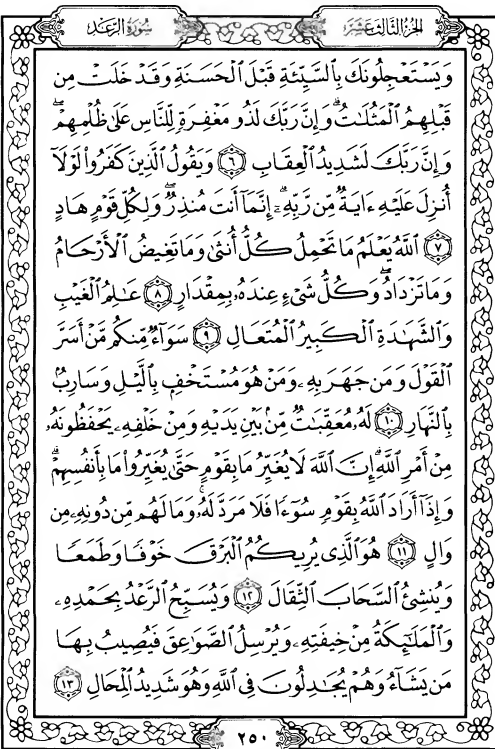 الجزء الثالث عشر
سورة الرعد
وَيَسْتَعْجِلُونَكَ بِالسَّيِّئَةِ قَبْلَ الْحَسَنَةِ وَقَدْ خَلَتْ مِن
قَبْلِهِمُ الْمَثُلَاتُ ۗ وَإِنَّ رَبَّكَ لَذُو مَغْفِرَةٍ لِّلنَّاسِ عَلَىٰ ظُلْمِهِمْ ۖ
وَإِنَّ رَبَّكَ لَشَدِيدُ الْعِقَابِ ٦ وَيَقُولُ الَّذِينَ كَفَرُوا لَوْلَا
أُنزِلَ عَلَيْهِ ءَايَةٌ مِّن رَّبِّهِ ۗ إِنَّمَا أَنتَ مُنذِرٌ ۖ وَلِكُلِّ قَوْمٍ هَادٍ
٧ اللَّهُ يَعْلَمُ مَا تَحْمِلُ كُلُّ أُنثَىٰ وَمَا تَغِيضُ الْأَرْحَامُ
وَمَا تَزْدَادُ ۖ وَكُلُّ شَيْءٍ عِندَهُ بِمِقْدَارٍ ٨ عَالِمُ الْغَيْبِ
وَالشَّهَادَةِ الْكَبِيرُ الْمُتَعَالِ ٩ سَوَاءٌ مِّنكُم مَّنْ أَسَرَّ
الْقَوْلَ وَمَن جَهَرَ بِهِ وَمَنْ هُوَ مُسْتَخْفٍ بِاللَّيْلِ وَسَارِبٌ
بِالنَّهَارِ ١٠ لَهُ مُعَقِّبَاتٌ مِّن بَيْنِ يَدَيْهِ وَمِنْ خَلْفِهِ يَحْفَظُونَهُ
مِنْ أَمْرِ اللَّهِ ۗ إِنَّ اللَّهَ لَا يُغَيِّرُ مَا بِقَوْمٍ حَتَّىٰ يُغَيِّرُوا مَا بِأَنفُسِهِمْ ۗ
وَإِذَا أَرَادَ اللَّهُ بِقَوْمٍ سُوءًا فَلَا مَرَدَّ لَهُ ۚ وَمَا لَهُم مِّن دُونِهِ مِن
وَالٍ ١١ هُوَ الَّذِي يُرِيكُمُ الْبَرْقَ خَوْفًا وَطَمَعًا
وَيُنشِئُ السَّحَابَ الثِّقَالَ ١٢ وَيُسَبِّحُ الرَّعْدُ بِحَمْدِهِ
وَالْمَلَائِكَةُ مِنْ خِيفَتِهِ وَيُرْسِلُ الصَّوَاعِقَ فَيُصِيبُ بِهَا
مَن يَشَاءُ وَهُمْ يُجَادِلُونَ فِي اللَّهِ وَهُوَ شَدِيدُ الْمِحَالِ ١٣
٢٥٠